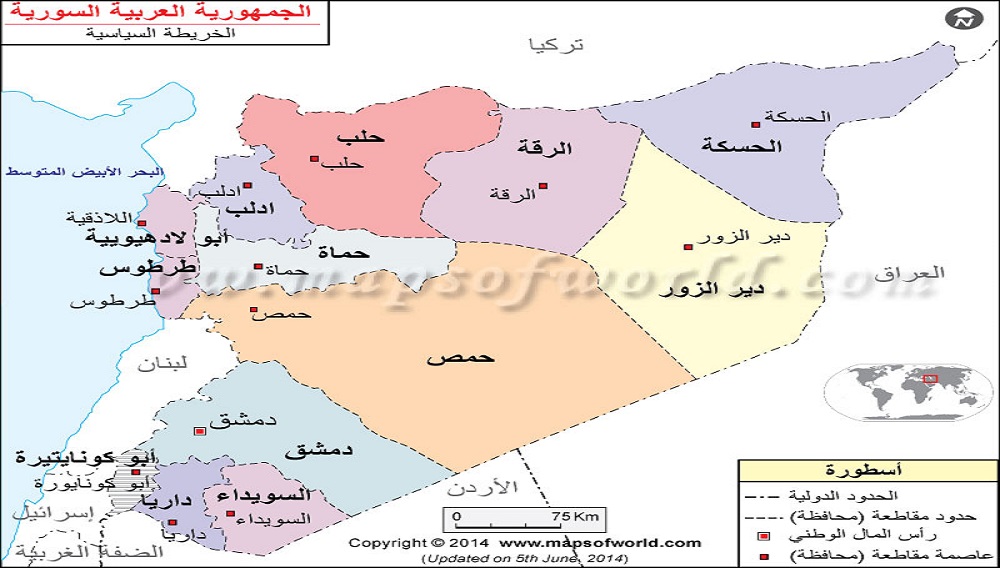 الجمهورية العربية السورية
الخريطة السياسية
N
تركيا
الحسكة
الحسكة
حلب
حلب
الرقة
الرقة
البحر الأبيض المتوسط
ادلب
ادلب
اللاذقية
أبو لادهيوبية
حماة
حماة
دير الزور
دير الزور
العراق
طرطوس
طرطوس
www.mapsofworld.com
حمص
حمص
لبنان
دمشق
دمشق
أبو كونايتيرة
أبو كونايورة
السويداء
السويداء
داريا
داريا
إسرائيل
الضفة الغربية
الأردن
0 75 Km
Copyright © 2014 www.mapsofworld.com
(Updated on 5th June, 2014)
أسطورة
الحدود الدولية
حدود مقاطعة (محافظة)
رأس المال الوطني
عاصمة مقاطعة (محافظة)